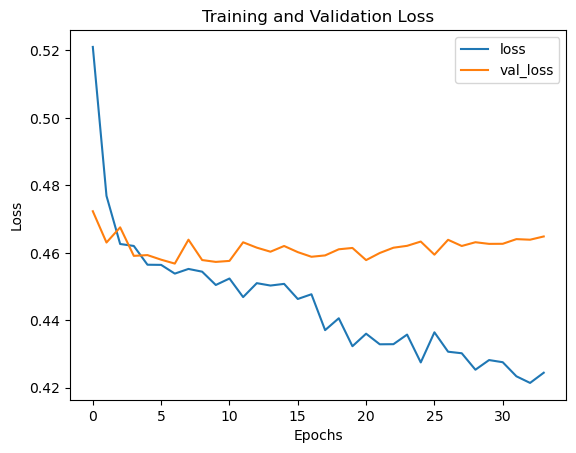 Training and Validation Loss
loss
val_loss
Loss
0.52
0.50
0.48
0.46
0.44
0.42
0 5 10 15 20 25 30
Epochs